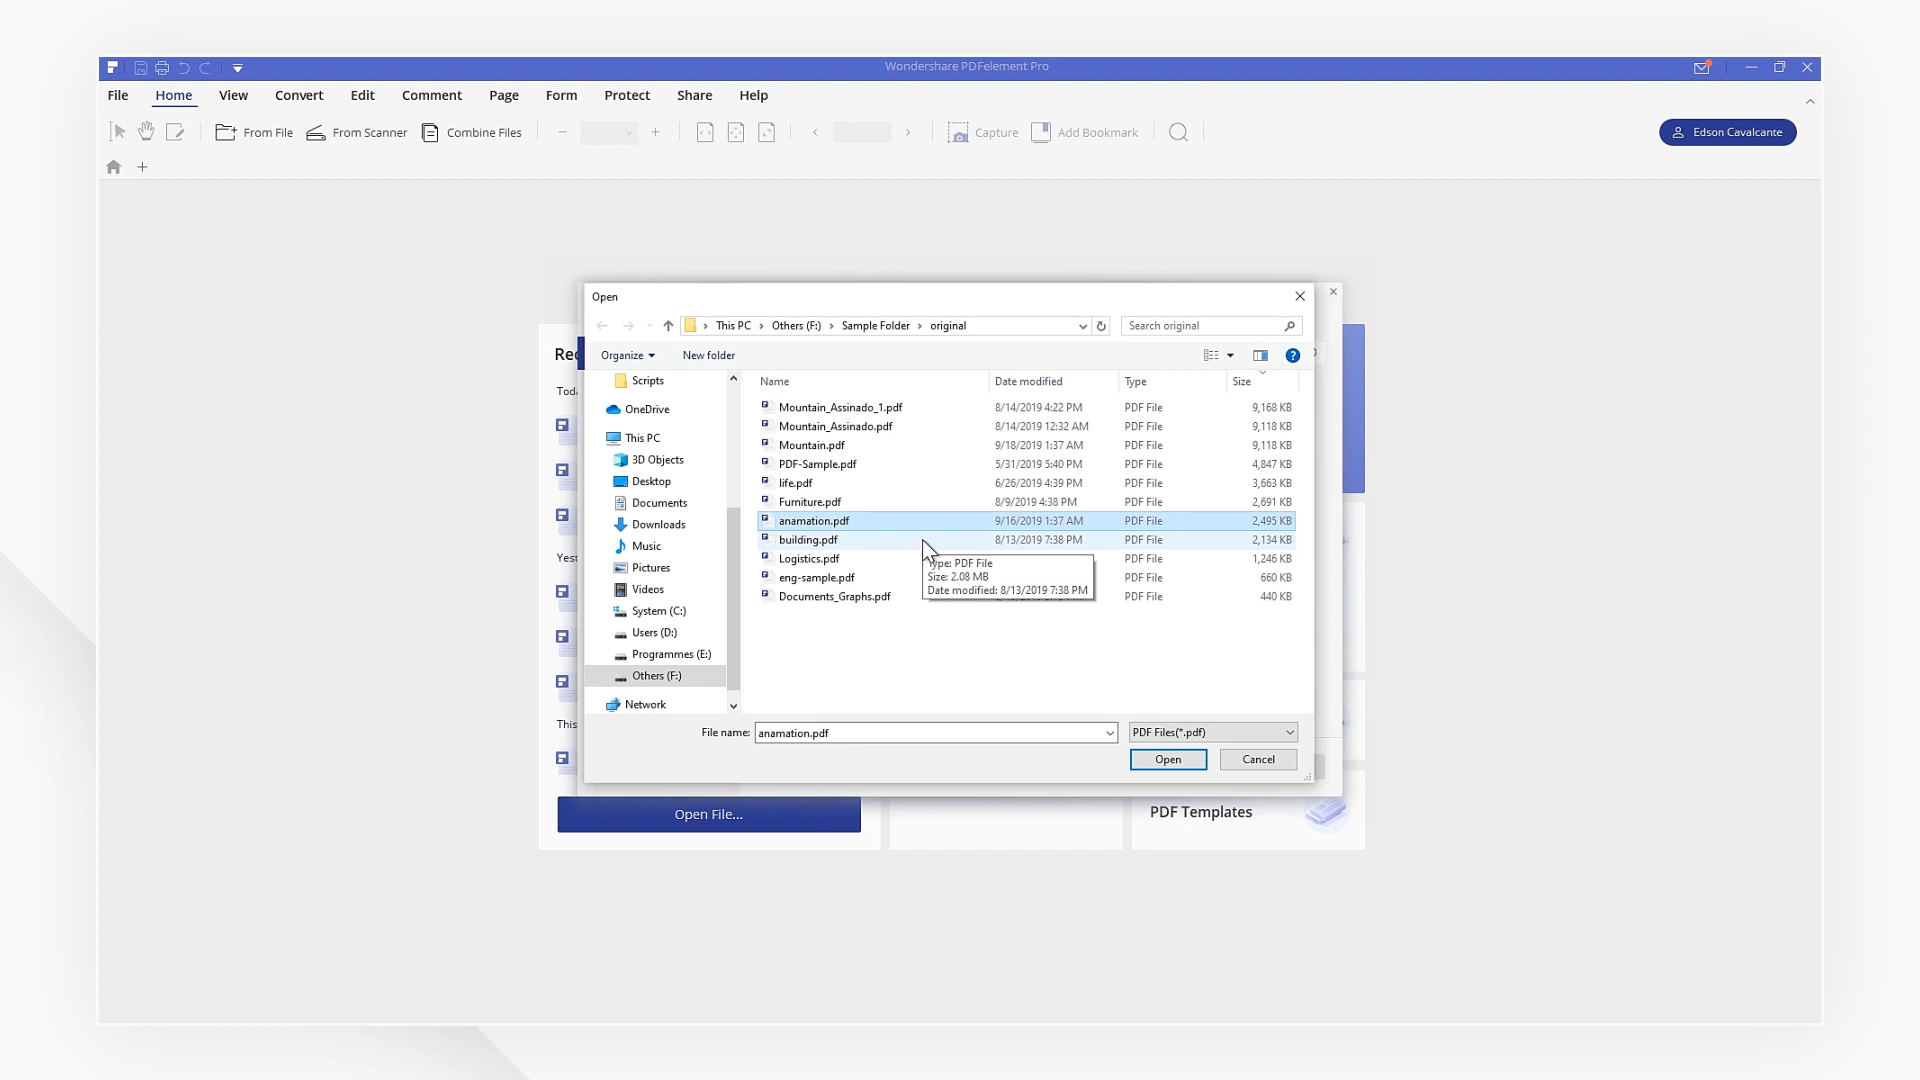 Wondershare PDFelement Pro
File Home View Convert Edit Comment Page Form Protect Share Help
From File From Scanner Combine Files Capture Add Bookmark Edson Cavalcante
Open
This PC > Others (F:) > Sample Folder > original Search original
Organize New folder
Scripts
OneDrive
This PC
3D Objects
Desktop
Documents
Downloads
Music
Pictures
Videos
System (C:)
Users (D:)
Programmes (E:)
Others (F:)
Network
Name Date modified Type Size
Mountain_Assinado_1.pdf 8/14/2019 4:22 PM PDF File 9,168 KB
Mountain_Assinado.pdf 8/14/2019 12:32 AM PDF File 9,118 KB
Mountain.pdf 9/18/2019 1:37 AM PDF File 9,118 KB
PDF-Sample.pdf 5/31/2019 5:40 PM PDF File 4,847 KB
life.pdf 6/26/2019 4:39 PM PDF File 3,663 KB
Furniture.pdf 8/9/2019 4:38 PM PDF File 2,691 KB
anamation.pdf 9/16/2019 1:37 AM PDF File 2,495 KB
building.pdf 8/13/2019 7:38 PM PDF File 2,134 KB
Logistics.pdf PDF File 1,246 KB
eng-sample.pdf PDF File 660 KB
Documents_Graphs.pdf PDF File 440 KB
Type: PDF File
Size: 2.08 MB
Date modified: 8/13/2019 7:38 PM
File name: anamation.pdf PDF Files(*.pdf)
Open Cancel
Rec
Toda
Yest
This
Open File...
PDF Templates